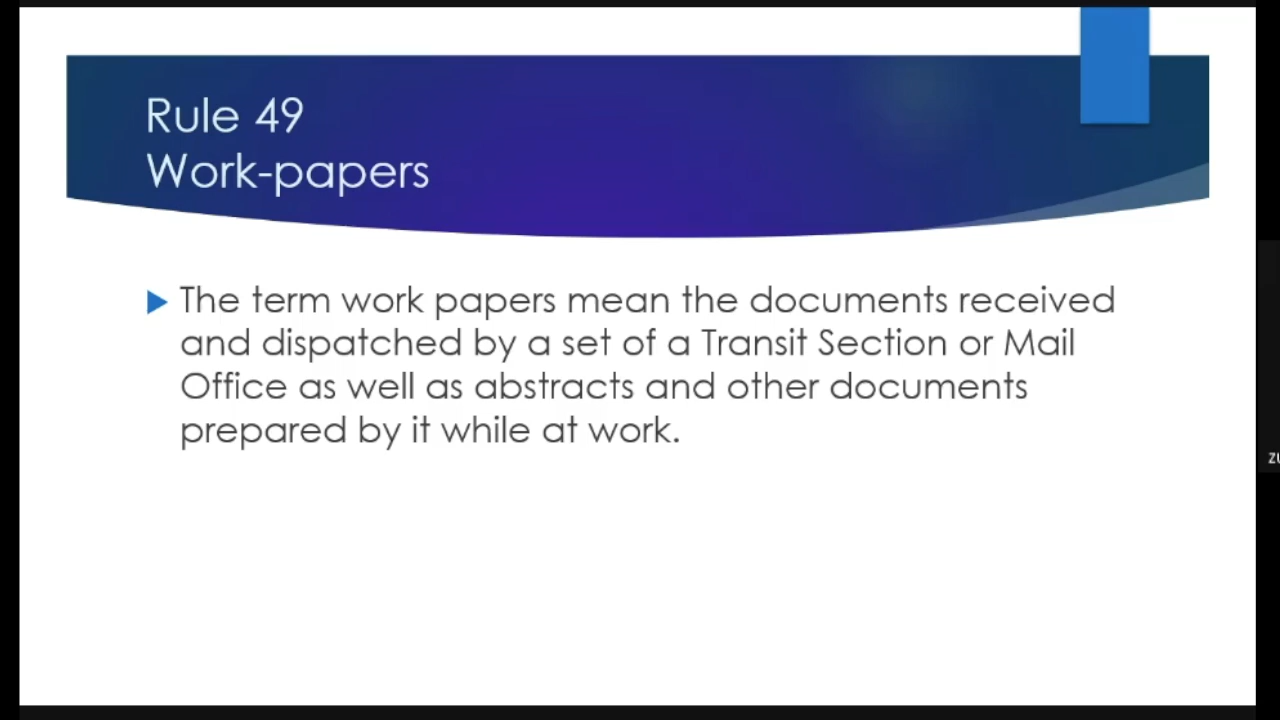 Rule 49
Work-papers
The term work papers mean the documents received
and dispatched by a set of a Transit Section or Mail
Office as well as abstracts and other documents
prepared by it while at work.